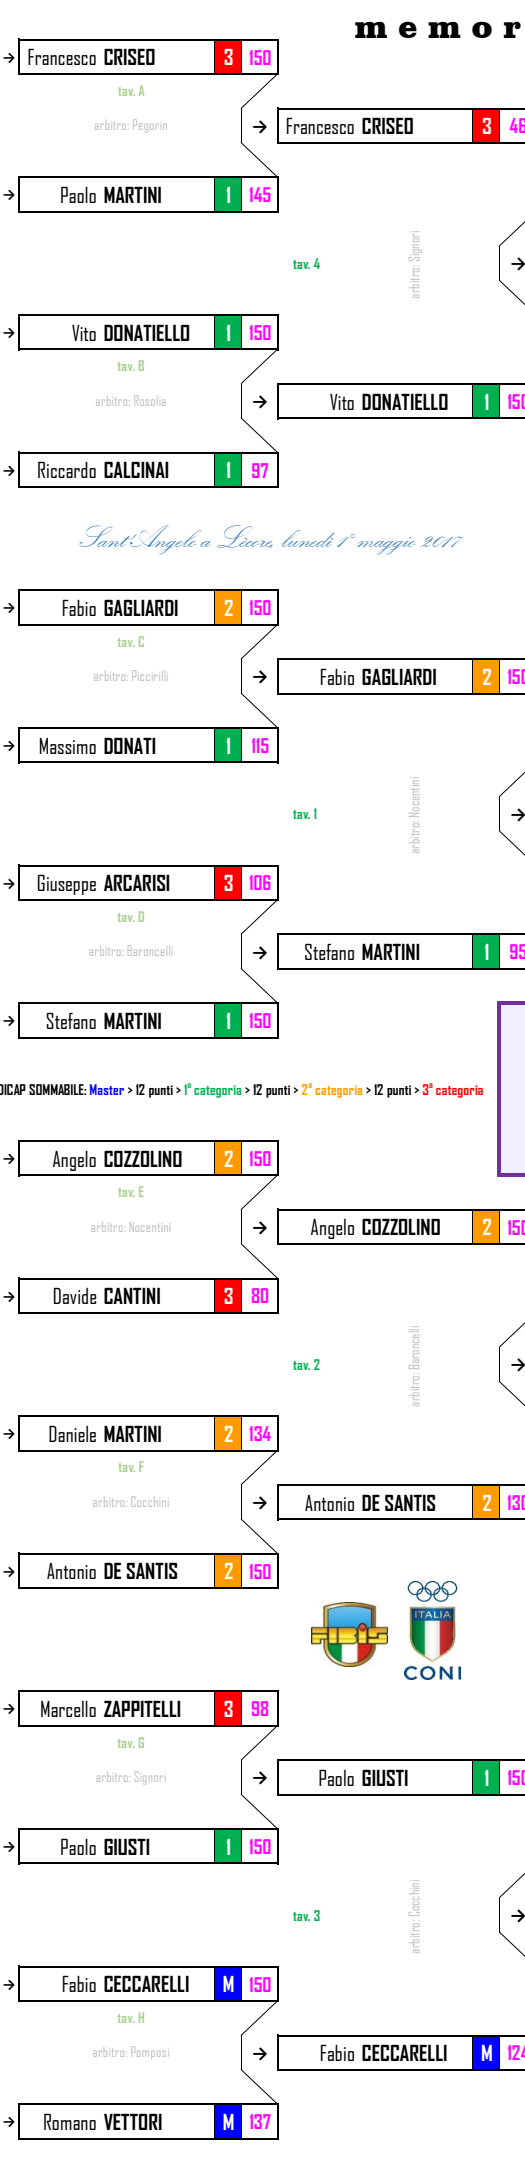 memor
→ Francesco CRISEO 3 150
tav. A
arbitro: Pegorin
→ Francesco CRISEO 3 46
→ Paolo MARTINI 1 145
tav. 4
arbitro: Signori
→
→ Vito DONATIELLO 1 150
tav. B
arbitro: Rosolia
→ Vito DONATIELLO 1 150
→ Riccardo CALCINAI 1 97
Sant'Angelo a Lecore, lunedì 1° maggio 2017
→ Fabio GAGLIARDI 2 150
tav. C
arbitro: Piccirilli
→ Fabio GAGLIARDI 2 150
→ Massimo DONATI 1 115
tav. 1
arbitro: Nocentini
→
→ Giuseppe ARCARISI 3 106
tav. D
arbitro: Baroncelli
→ Stefano MARTINI 1 95
→ Stefano MARTINI 1 150
DICAP SOMMABILE: Master > 12 punti > 1ª categoria > 12 punti > 2ª categoria > 12 punti > 3ª categoria
→ Angelo COZZOLINO 2 150
tav. E
arbitro: Nocentini
→ Angelo COZZOLINO 2 150
→ Davide CANTINI 3 80
tav. 2
arbitro: Baroncelli
→
→ Daniele MARTINI 2 134
tav. F
arbitro: Cocchini
→ Antonio DE SANTIS 2 130
→ Antonio DE SANTIS 2 150
FIBIS
ITALIA
CONI
→ Marcello ZAPPITELLI 3 98
tav. G
arbitro: Signori
→ Paolo GIUSTI 1 150
→ Paolo GIUSTI 1 150
tav. 3
arbitro: Cocchini
→
→ Fabio CECCARELLI M 150
tav. H
arbitro: Pomposi
→ Fabio CECCARELLI M 124
→ Romano VETTORI M 137